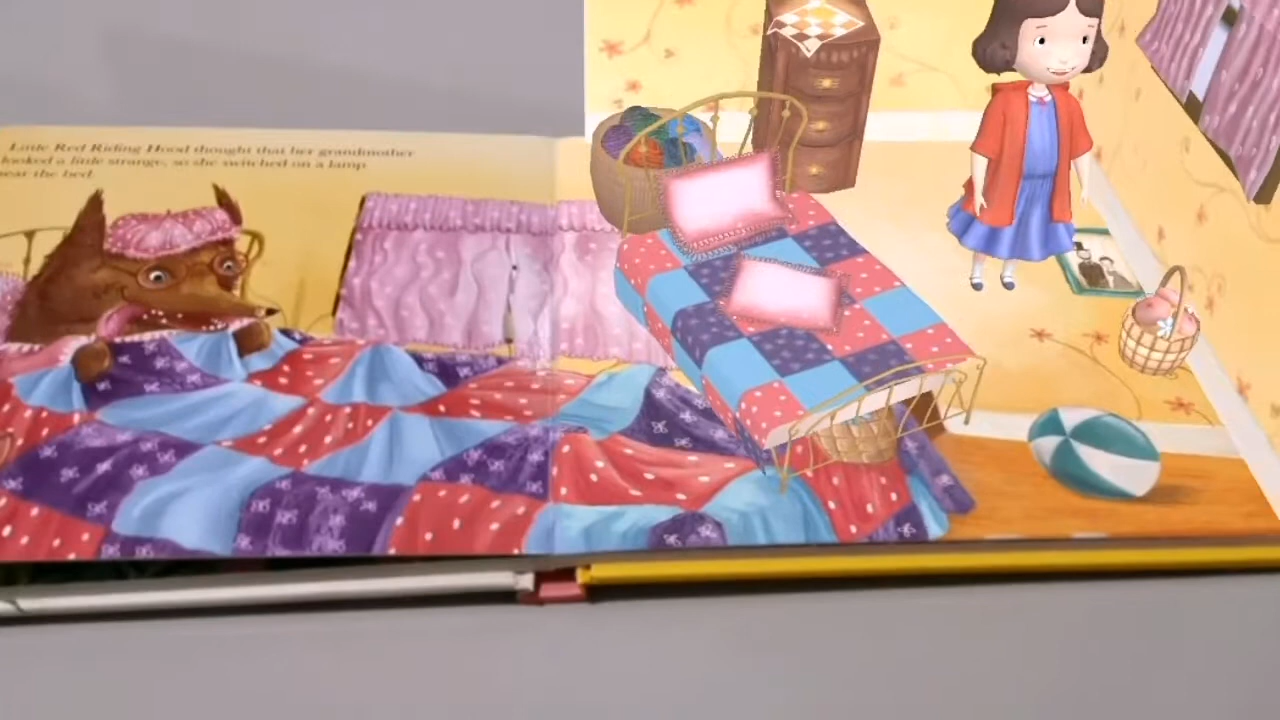 Little Red Riding Hood thought that her grandmother
looked a little strange, so she switched on a lamp
near the bed.